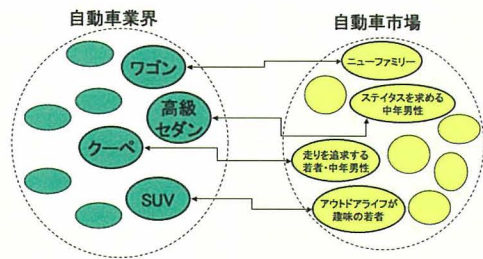 自動車業界
自動車市場
ワゴン
高級
セダン
クーペ
SUV
ニューファミリー
ステイタスを求める
中年男性
走りを追求する
若者・中年男性
アウトドアライフが
趣味の若者